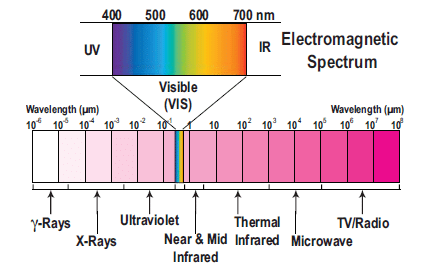 400 500 600 700 nm
UV
IR
Electromagnetic
Spectrum
Visible
(VIS)
Wavelength (µm)
Wavelength (µm)
10⁻⁶ 10⁻⁵ 10⁻⁴ 10⁻³ 10⁻² 10⁻¹ 1 10 10² 10³ 10⁴ 10⁵ 10⁶ 10⁷ 10⁸
γ-Rays
X-Rays
Ultraviolet
Near & Mid
Infrared
Thermal
Infrared
Microwave
TV/Radio